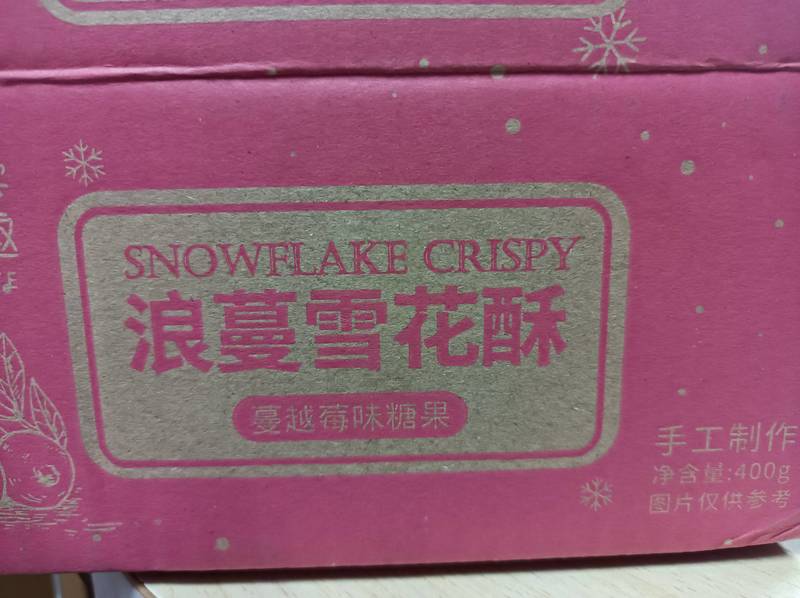 SNOWFLAKE CRISPY
浪蔓雪花酥
蔓越莓味糖果
手工制作
净含量:400g
图片仅供参考